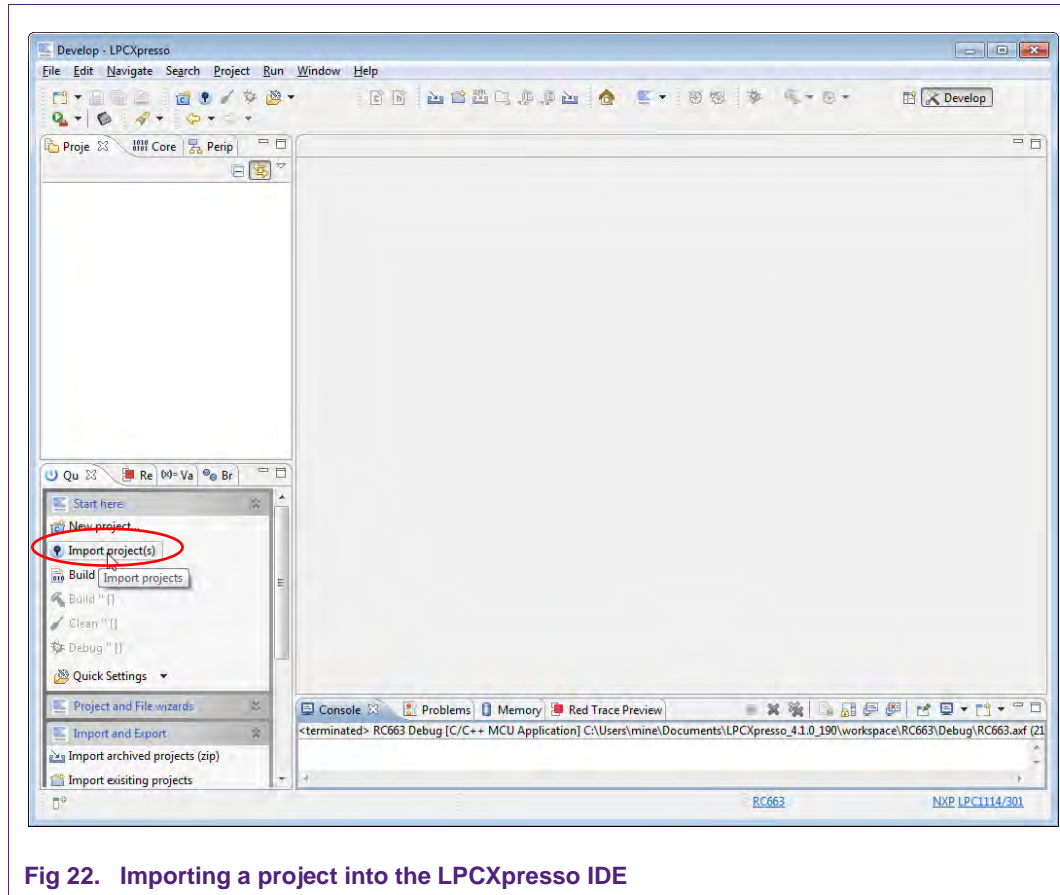 Develop - LPCXpresso
File Edit Navigate Search Project Run Window Help
Develop
Proje Core Perip
Qu Re (x)= Va Br
Start here
New project...
Import project(s)
Build
Import projects
Build '' []
Clean '' []
Debug '' []
Quick Settings
Project and File wizards
Import and Export
Import archived projects (zip)
Import exisiting projects
Console Problems Memory Red Trace Preview
<terminated> RC663 Debug [C/C++ MCU Application] C:\Users\mine\Documents\LPCXpresso_4.1.0_190\workspace\RC663\Debug\RC663.axf (21
RC663 NXP LPC1114/301
Fig 22. Importing a project into the LPCXpresso IDE